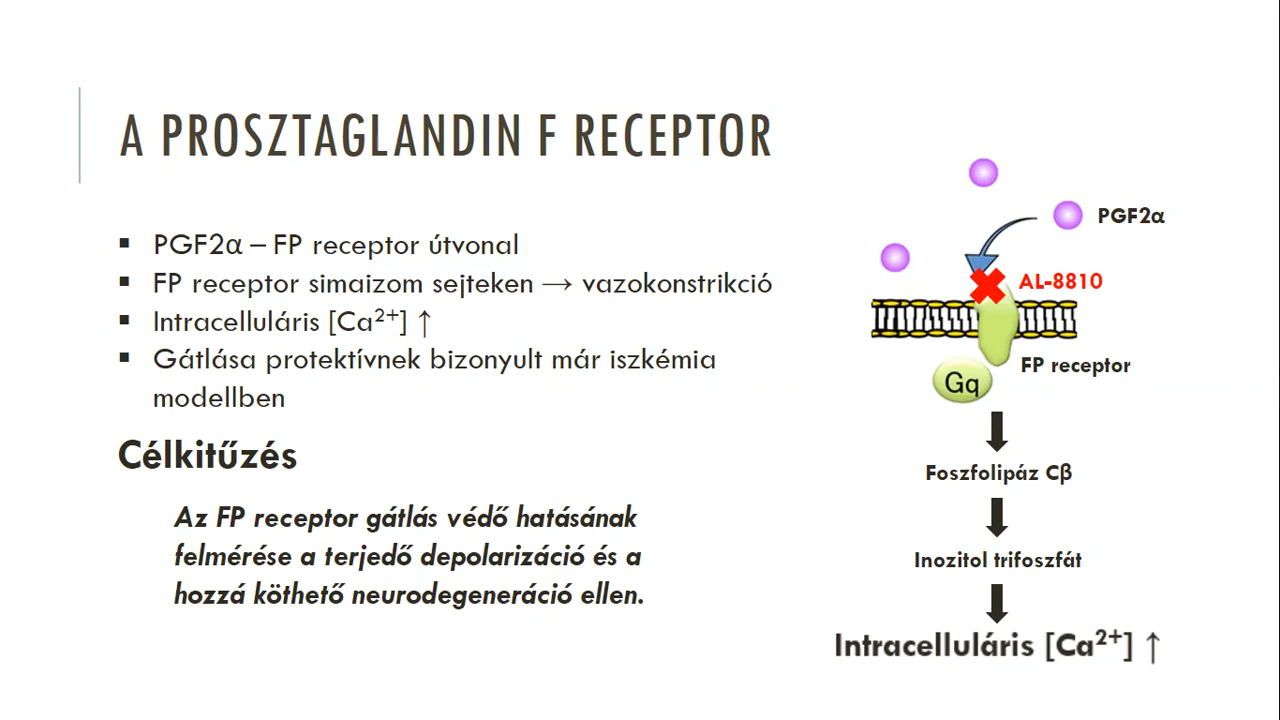 A PROSZTAGLANDIN F RECEPTOR
▪ PGF2α – FP receptor útvonal
▪ FP receptor simaizom sejteken → vazokonstrikció
▪ Intracelluláris [Ca²⁺] ↑
▪ Gátlása protektívnek bizonyult már iszkémia
modellben
Célkitűzés
Az FP receptor gátlás védő hatásának
felmérése a terjedő depolarizáció és a
hozzá köthető neurodegeneráció ellen.
PGF2α
AL-8810
FP receptor
Gq
Foszfolipáz Cβ
Inozitol trifoszfát
Intracelluláris [Ca²⁺] ↑